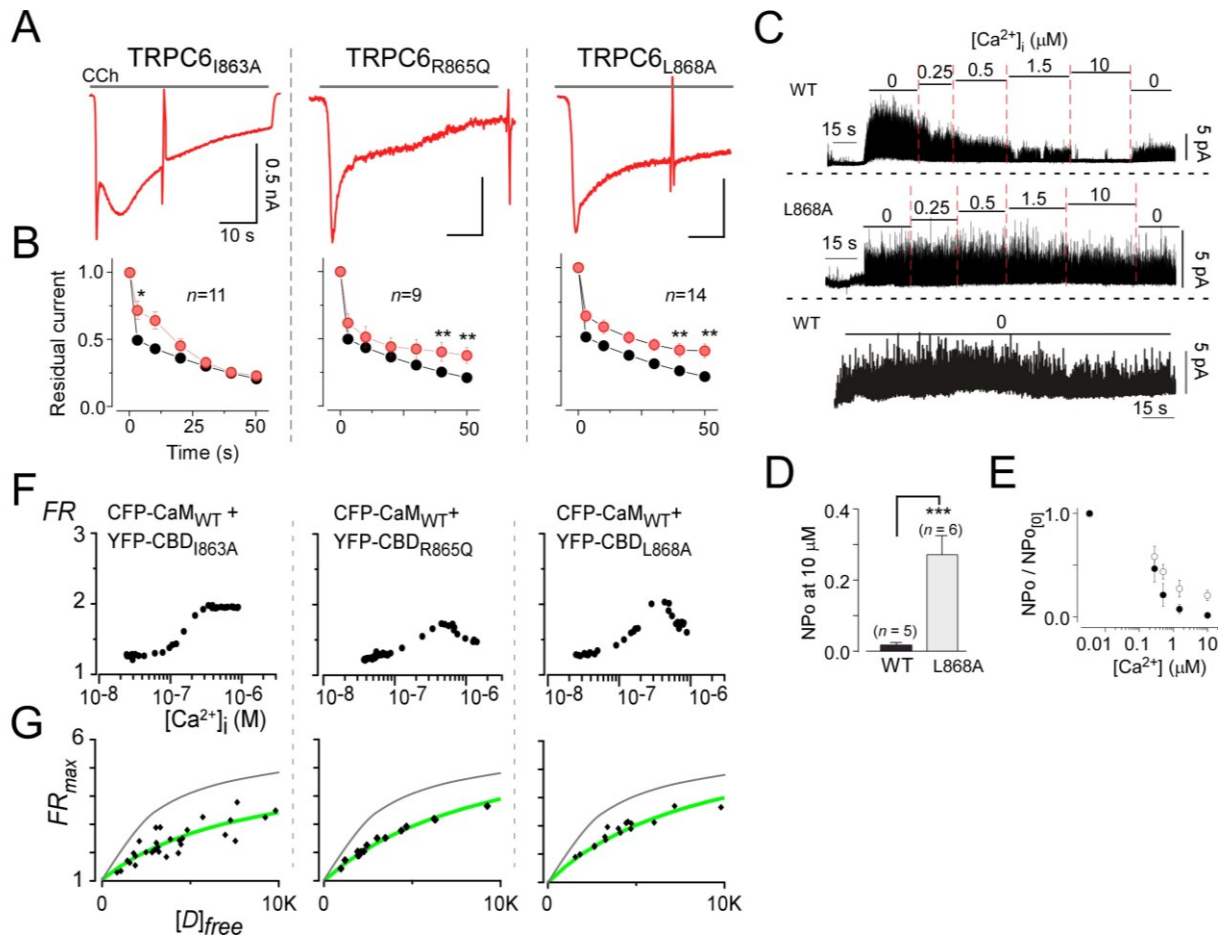 A
TRPC6I863A
TRPC6R865Q
TRPC6L868A
CCh
0.5 nA
10 s
B
Residual current
1.0
0.5
0.0
*
n=11
n=9
** **
n=14
** **
0 50
0 50
0 50
Time (s)
C
[Ca2+]i (μM)
WT
0 0.25 0.5 1.5 10 0
15 s
5 pA
L868A
0 0.25 0.5 1.5 10 0
15 s
5 pA
WT
0
5 pA
15 s
D
NPo at 10 μM
0.4
0.2
0.0
***
(n = 6)
(n = 5)
WT L868A
E
NPo / NPo[0]
1.0
0.0
0.01 0.1 1 10
[Ca2+] (μM)
F
FR
3
2
1
CFP-CaMWT +
YFP-CBDI863A
CFP-CaMWT+
YFP-CBDR865Q
CFP-CaMWT+
YFP-CBDL868A
10-8 10-7 10-6
10-8 10-7 10-6
10-8 10-7 10-6
[Ca2+]i (M)
G
FRmax
6
1
0 10K
0 10K
0 10K
[D]free